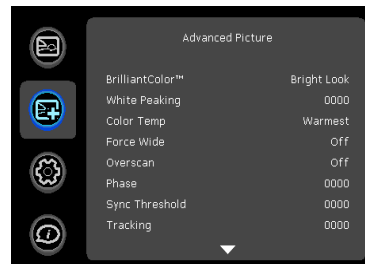 Advanced Picture
BrilliantColor™ Bright Look
White Peaking 0000
Color Temp Warmest
Force Wide Off
Overscan Off
Phase 0000
Sync Threshold 0000
Tracking 0000